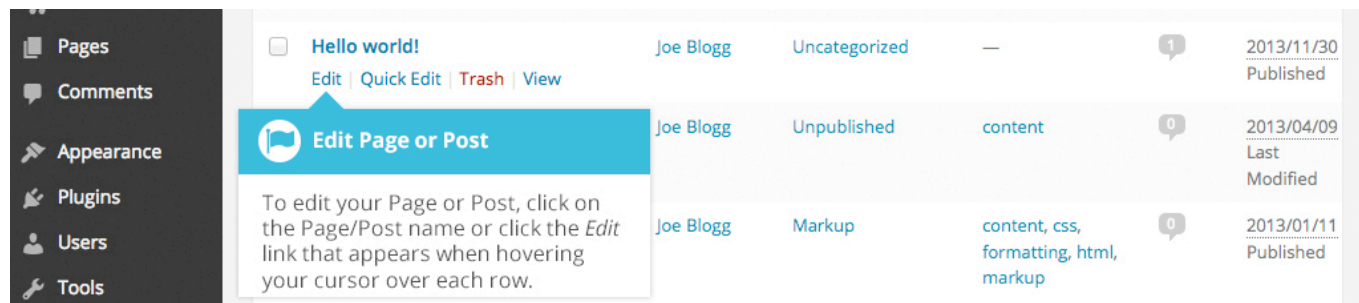 Pages
Comments
Appearance
Plugins
Users
Tools
Hello world!
Edit | Quick Edit | Trash | View
Joe Blogg
Uncategorized
—
1
2013/11/30
Published
Edit Page or Post
To edit your Page or Post, click on
the Page/Post name or click the Edit
link that appears when hovering
your cursor over each row.
Joe Blogg
Unpublished
content
0
2013/04/09
Last
Modified
Joe Blogg
Markup
content, css,
formatting, html,
markup
0
2013/01/11
Published